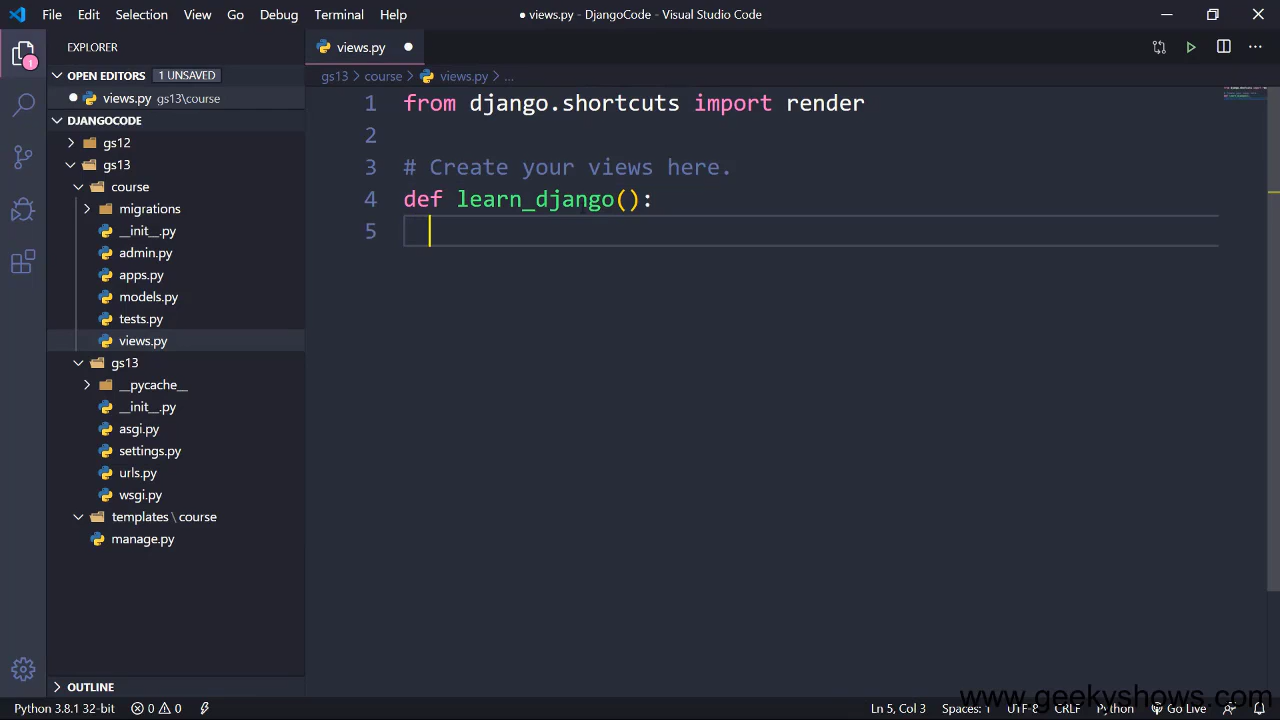 File Edit Selection View Go Debug Terminal Help
● views.py - DjangoCode - Visual Studio Code
EXPLORER
views.py
OPEN EDITORS 1 UNSAVED
views.py gs13\course
gs13 > course > views.py > ...
DJANGOCODE
gs12
gs13
course
migrations
__init__.py
admin.py
apps.py
models.py
tests.py
views.py
gs13
__pycache__
__init__.py
asgi.py
settings.py
urls.py
wsgi.py
templates \ course
manage.py
OUTLINE
1 from django.shortcuts import render
2
3 # Create your views here.
4 def learn_django():
5
1
www.geekyshows.com
Python 3.8.1 32-bit 0 0 Ln 5, Col 3 Spaces: 1 UTF-8 CRLF Python Go Live